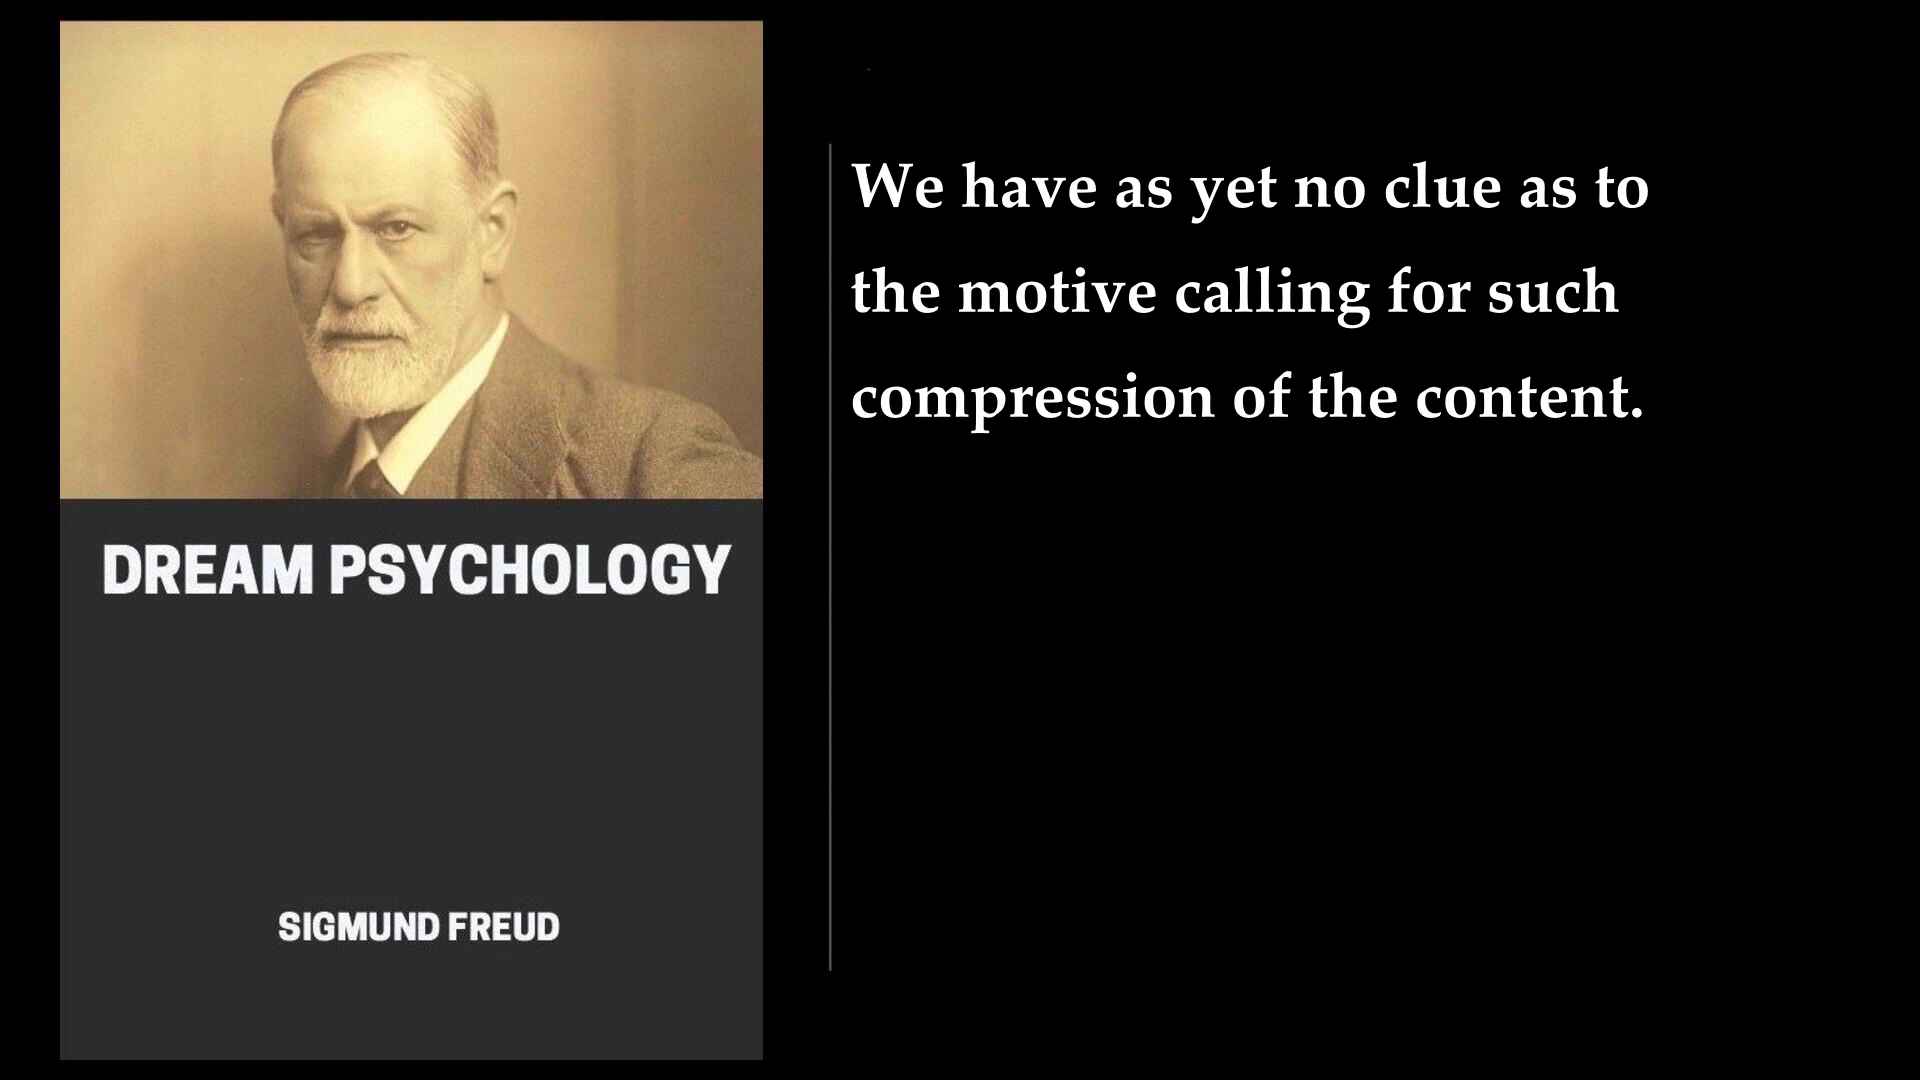 DREAM PSYCHOLOGY
SIGMUND FREUD
We have as yet no clue as to
the motive calling for such
compression of the content.